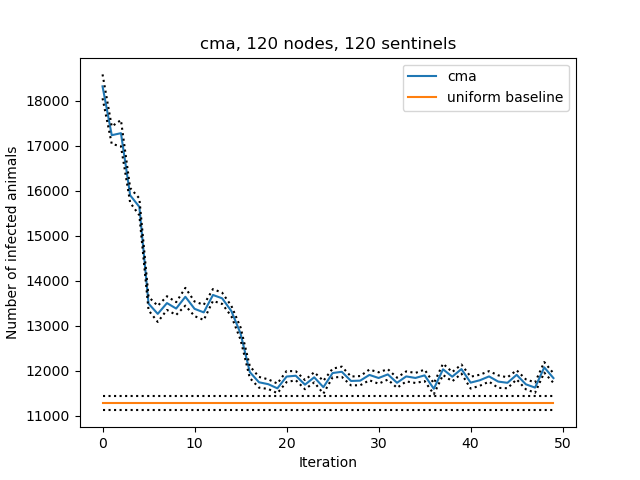 cma, 120 nodes, 120 sentinels
cma
uniform baseline
18000
17000
16000
15000
14000
13000
12000
11000
Number of infected animals
0 10 20 30 40 50
Iteration